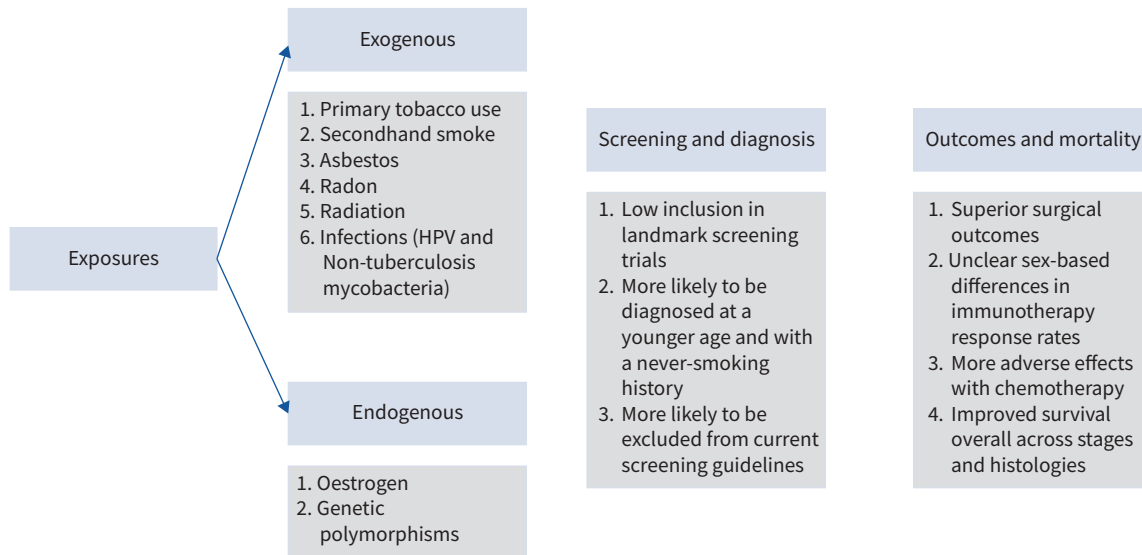 Exposures
Exogenous
1. Primary tobacco use
2. Secondhand smoke
3. Asbestos
4. Radon
5. Radiation
6. Infections (HPV and
Non-tuberculosis
mycobacteria)
Endogenous
1. Oestrogen
2. Genetic
polymorphisms
Screening and diagnosis
1. Low inclusion in
landmark screening
trials
2. More likely to be
diagnosed at a
younger age and with
a never-smoking
history
3. More likely to be
excluded from current
screening guidelines
Outcomes and mortality
1. Superior surgical
outcomes
2. Unclear sex-based
differences in
immunotherapy
response rates
3. More adverse effects
with chemotherapy
4. Improved survival
overall across stages
and histologies